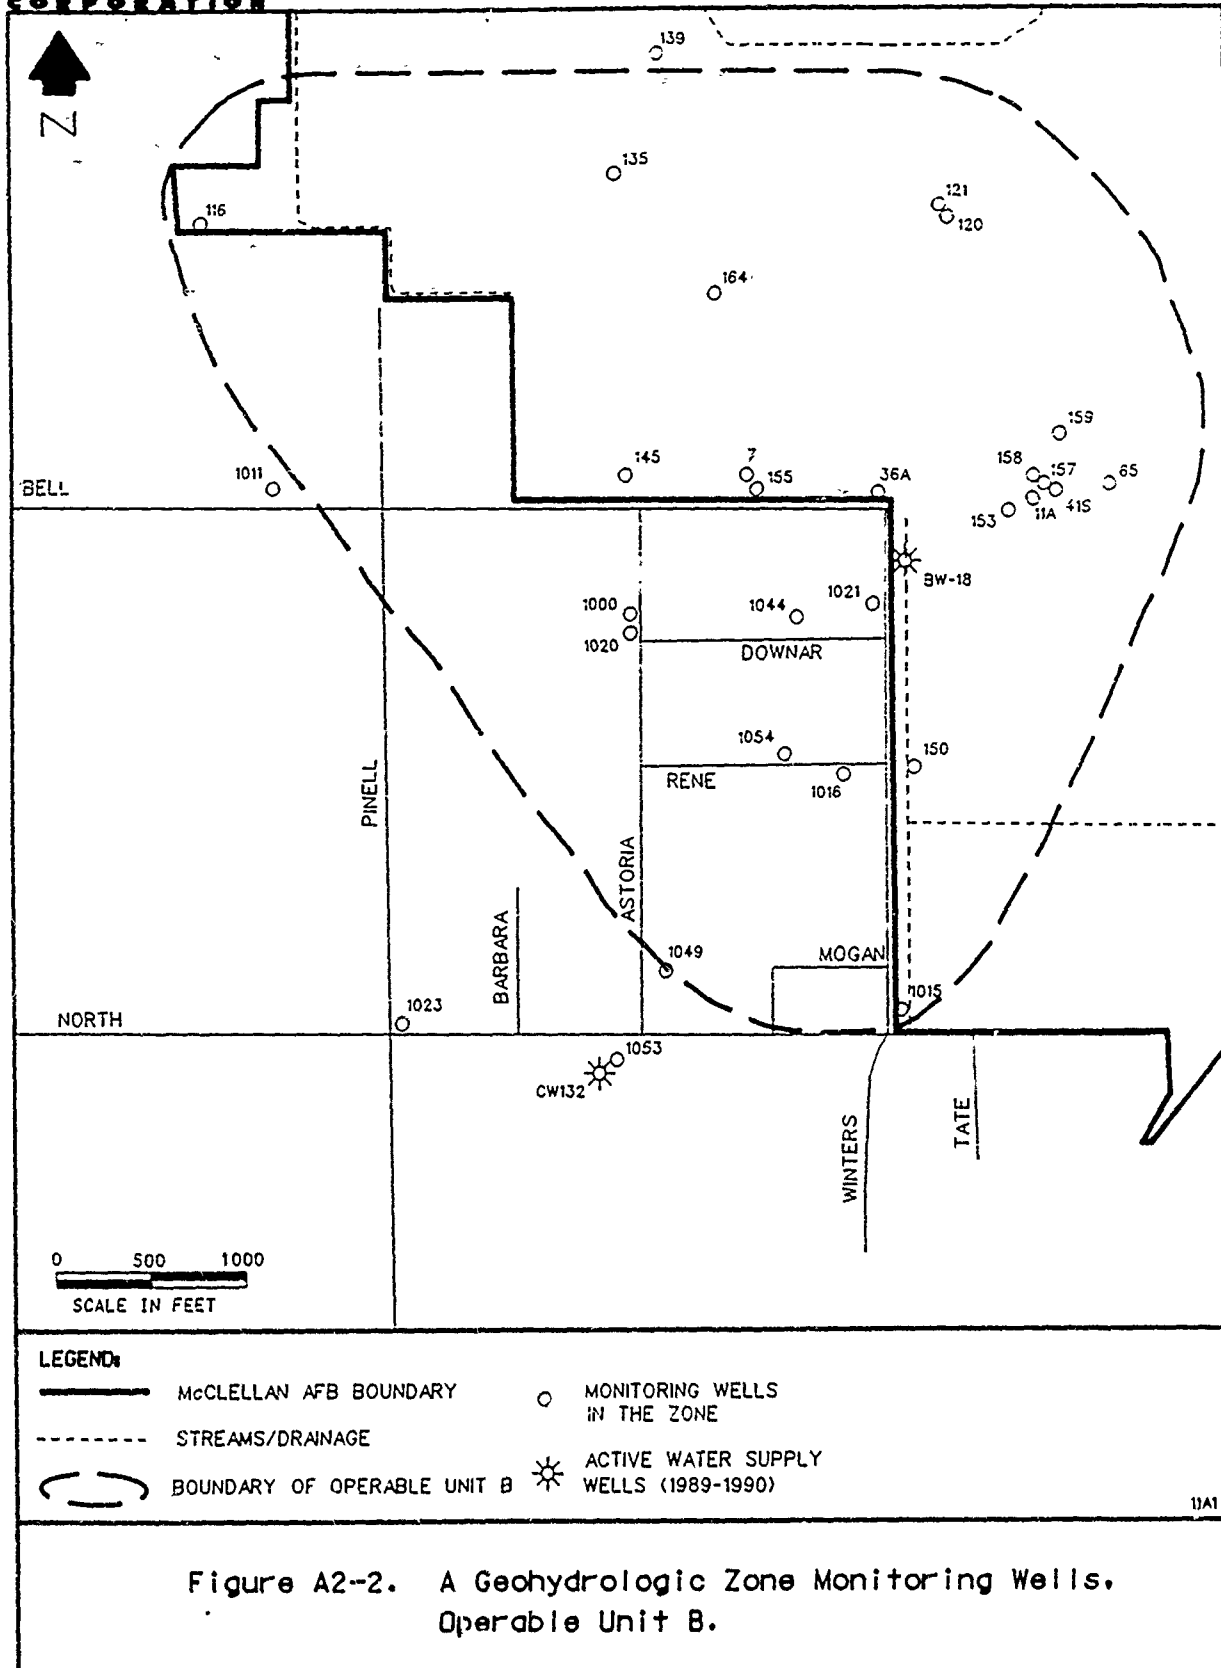 CORPORATION
Z
139
135
121
120
116
164
159
158
157
65
145
7
155
36A
1011
BELL
153
11A
41S
BW-18
1000
1044
1021
1020
DOWNAR
1054
150
RENE
1016
PINELL
ASTORIA
BARBARA
1049
MOGAN
1015
1023
NORTH
1053
CW132
WINTERS
TATE
0 500 1000
SCALE IN FEET
LEGEND:
McCLELLAN AFB BOUNDARY
STREAMS/DRAINAGE
BOUNDARY OF OPERABLE UNIT B
MONITORING WELLS
IN THE ZONE
ACTIVE WATER SUPPLY
WELLS (1989-1990)
11A1
Figure A2-2. A Geohydrologic Zone Monitoring Wells.
Operable Unit B.